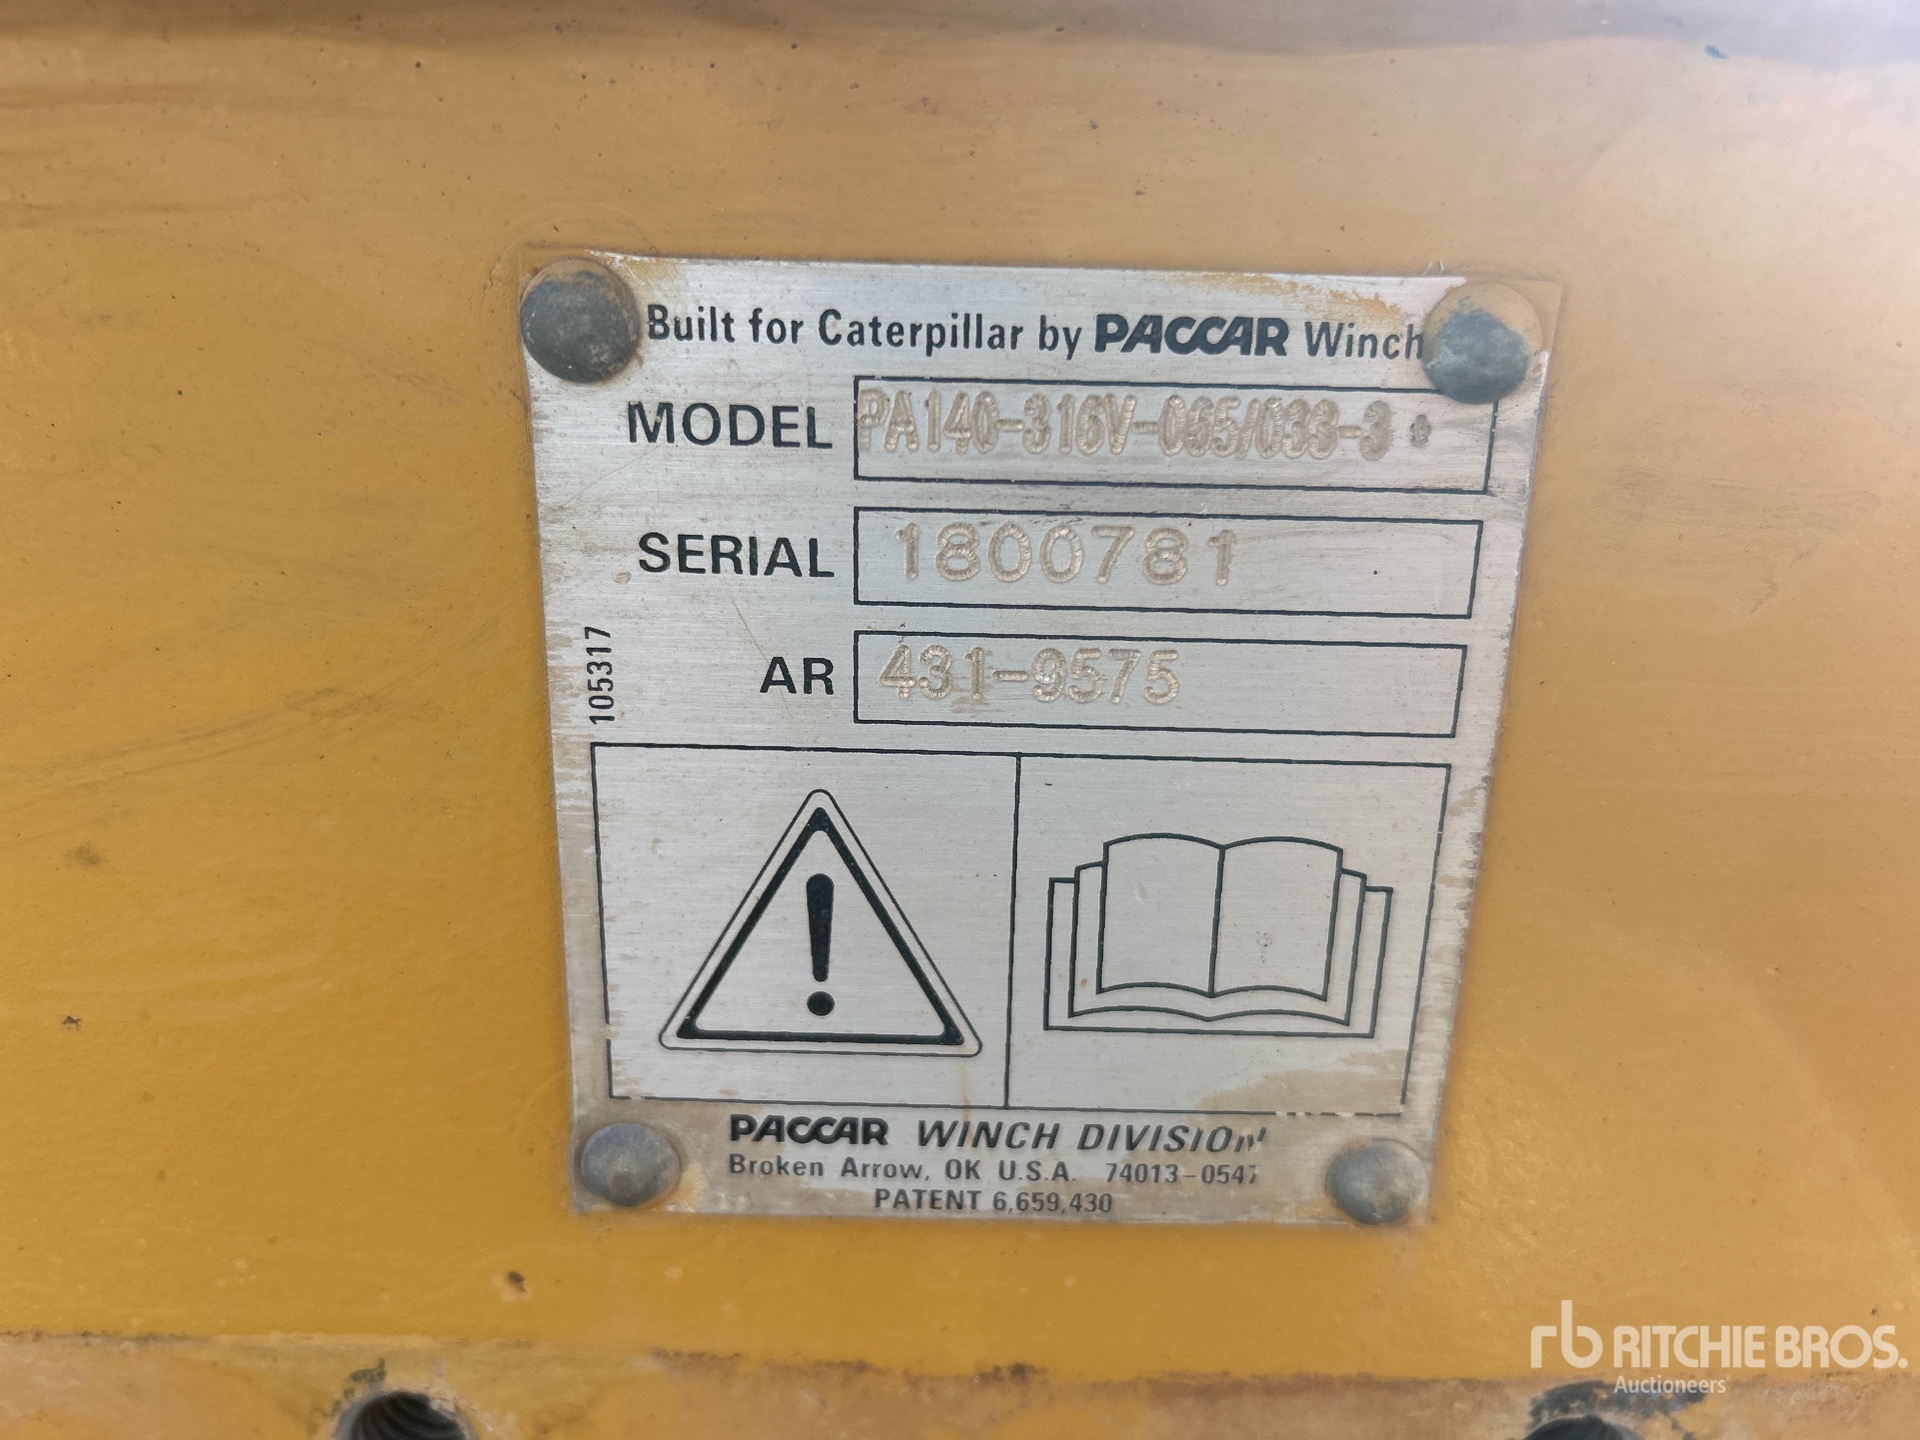 Built for Caterpillar by PACCAR Winch
MODEL PA140-316V-065/033-3
SERIAL 1800781
AR 431-9575
105317
PACCAR WINCH DIVISION
Broken Arrow, OK U.S.A. 74013-0547
PATENT 6,659,430
rb RITCHIE BROS.
Auctioneers